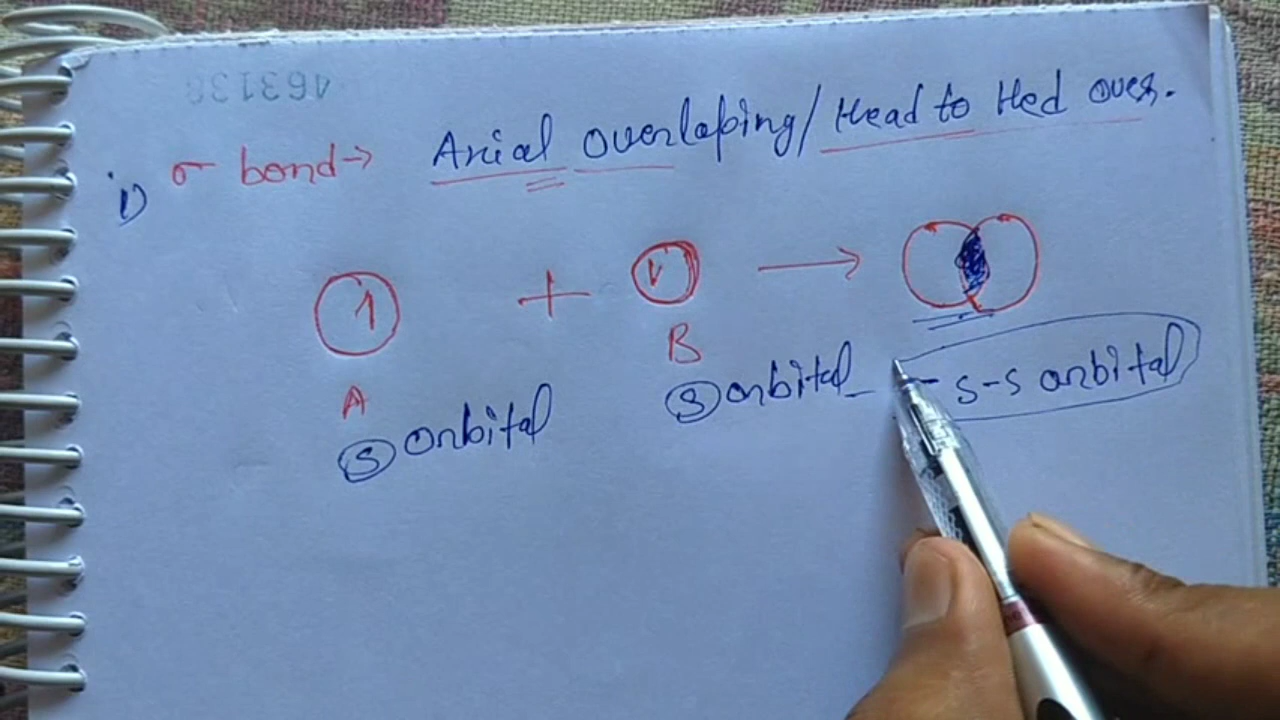 463138
i) σ bond → Axial overlaping / Head to Hed over.
1 + 1 →
A B
s orbital s orbital – s-s orbital